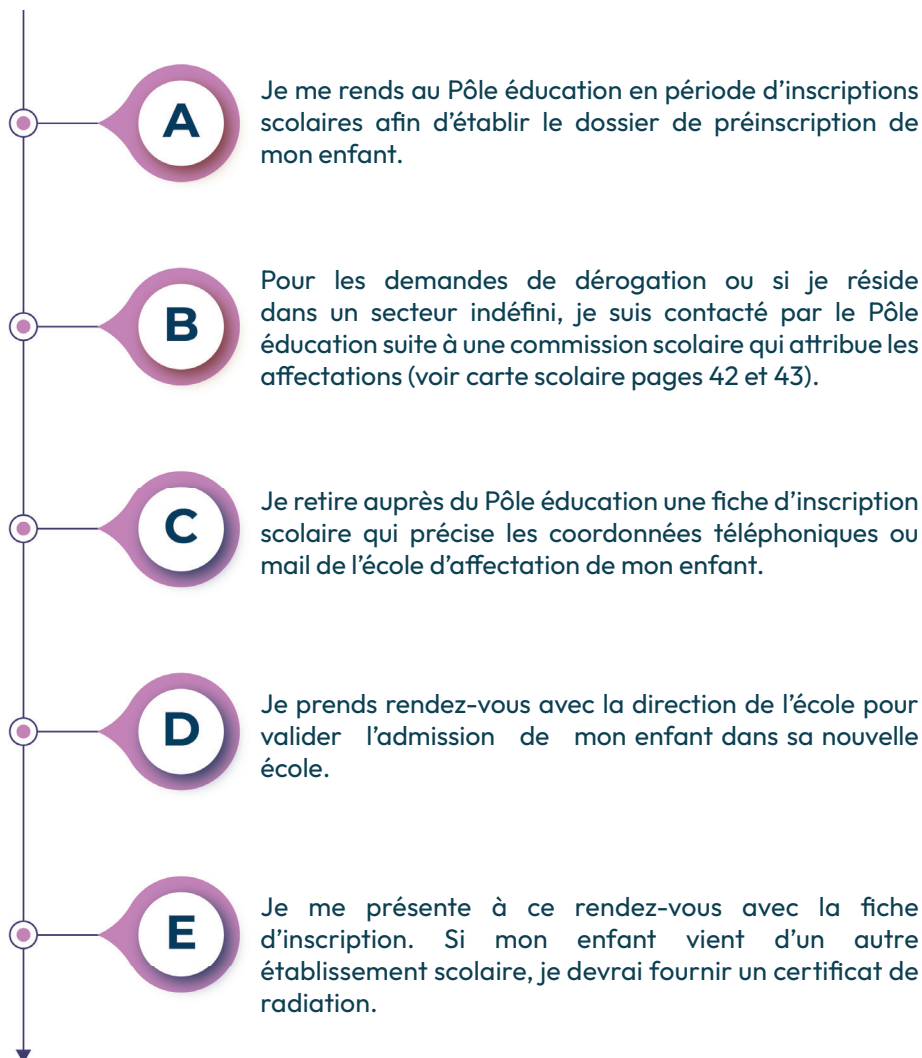 A
Je me rends au Pôle éducation en période d'inscriptions
scolaires afin d'établir le dossier de préinscription de
mon enfant.
B
Pour les demandes de dérogation ou si je réside
dans un secteur indéfini, je suis contacté par le Pôle
éducation suite à une commission scolaire qui attribue les
affectations (voir carte scolaire pages 42 et 43).
C
Je retire auprès du Pôle éducation une fiche d'inscription
scolaire qui précise les coordonnées téléphoniques ou
mail de l'école d'affectation de mon enfant.
D
Je prends rendez-vous avec la direction de l'école pour
valider l'admission de mon enfant dans sa nouvelle
école.
E
Je me présente à ce rendez-vous avec la fiche
d'inscription. Si mon enfant vient d'un autre
établissement scolaire, je devrai fournir un certificat de
radiation.